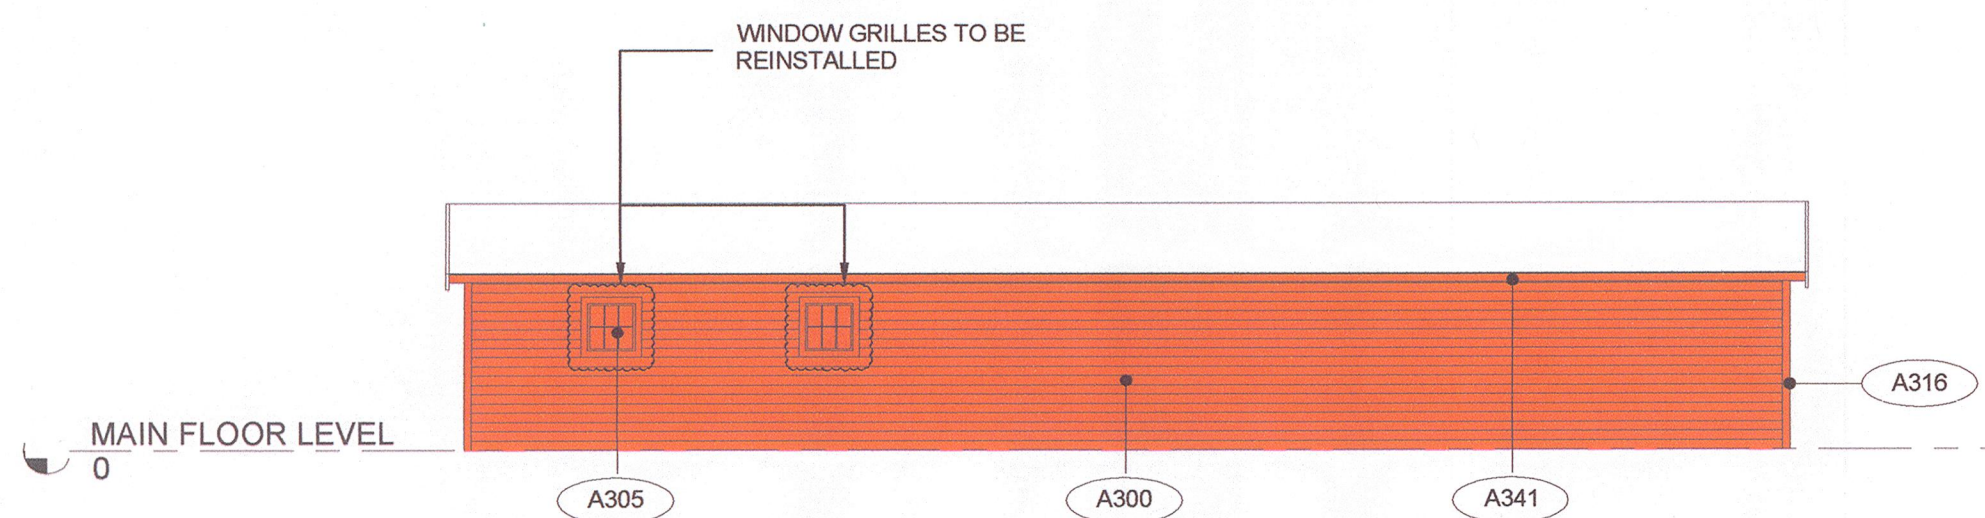 WINDOW GRILLES TO BE
REINSTALLED
A316
MAIN FLOOR LEVEL
0
A305
A300
A341